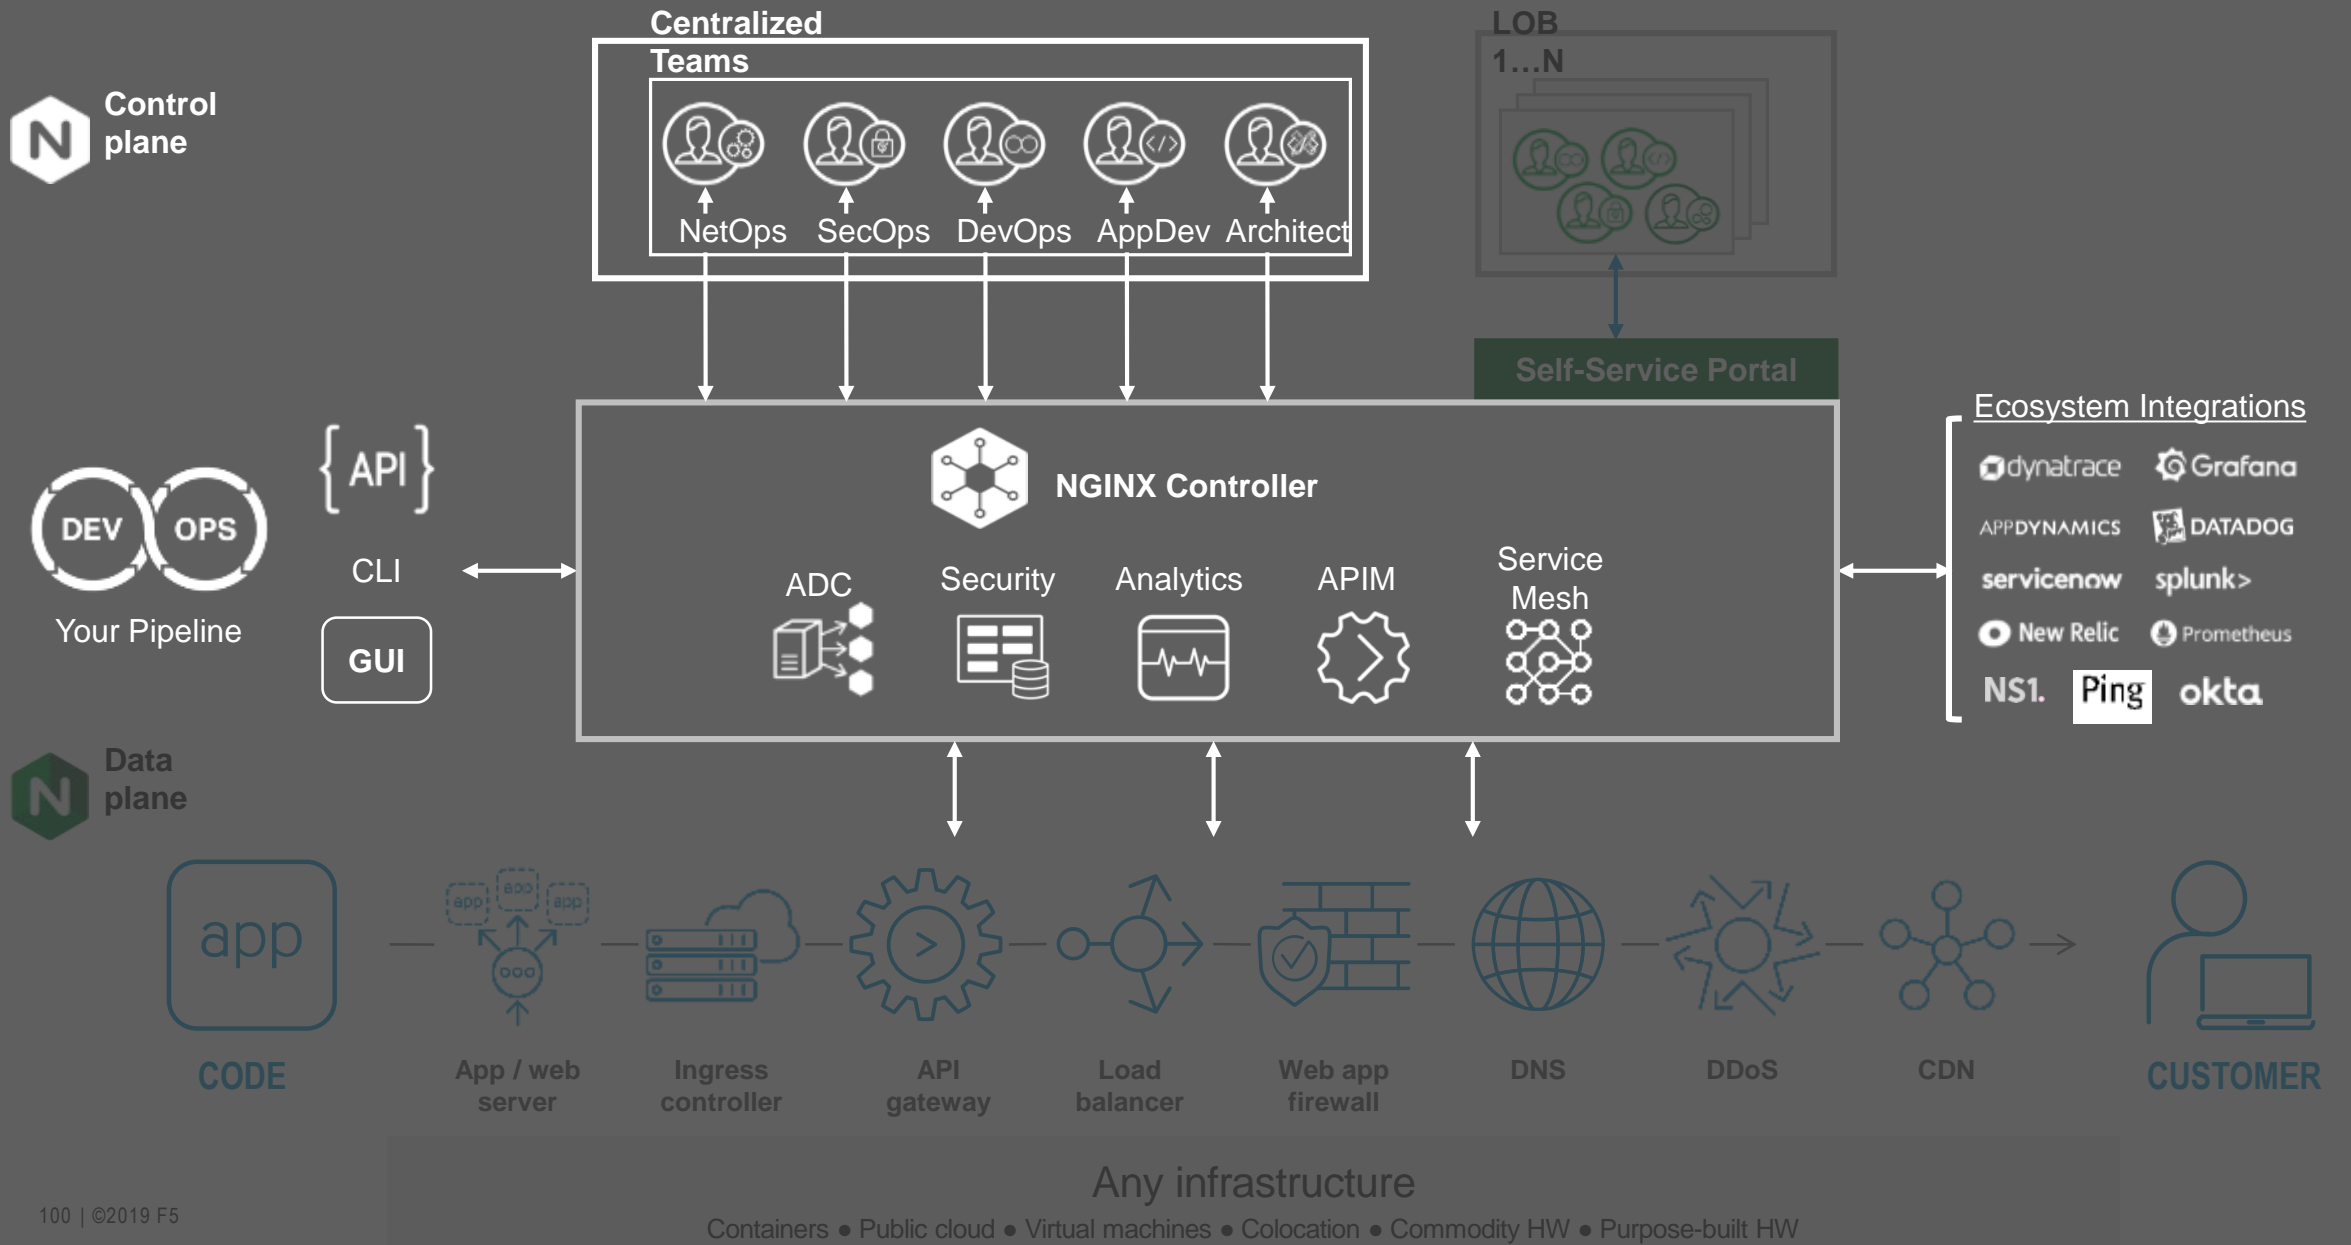 Centralized
Teams
LOB
1...N
Control
plane
NetOps
SecOps
DevOps
AppDev
Architect
Self-Service Portal
Ecosystem Integrations
dynatrace
Grafana
APPDYNAMICS
DATADOG
servicenow
splunk>
New Relic
Prometheus
NS1.
Ping
okta
{API}
DEV
OPS
CLI
Your Pipeline
GUI
NGINX Controller
ADC
Security
Analytics
APIM
Service
Mesh
Data
plane
app
app
app
app
CODE
App / web
server
Ingress
controller
API
gateway
Load
balancer
Web app
firewall
DNS
DDoS
CDN
CUSTOMER
Any infrastructure
Containers ● Public cloud ● Virtual machines ● Colocation ● Commodity HW ● Purpose-built HW
100 | ©2019 F5